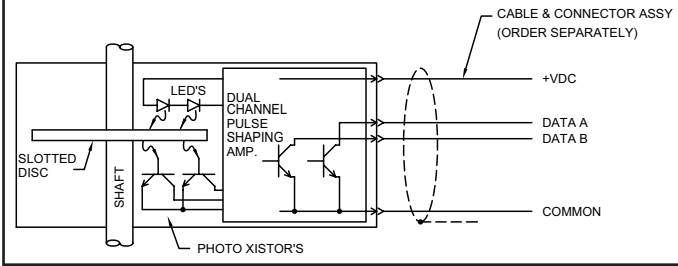 CABLE & CONNECTOR ASSY
(ORDER SEPARATELY)
+VDC
LED'S
DUAL
CHANNEL
PULSE
SHAPING
AMP.
DATA A
DATA B
SLOTTED
DISC
SHAFT
COMMON
PHOTO XISTOR'S